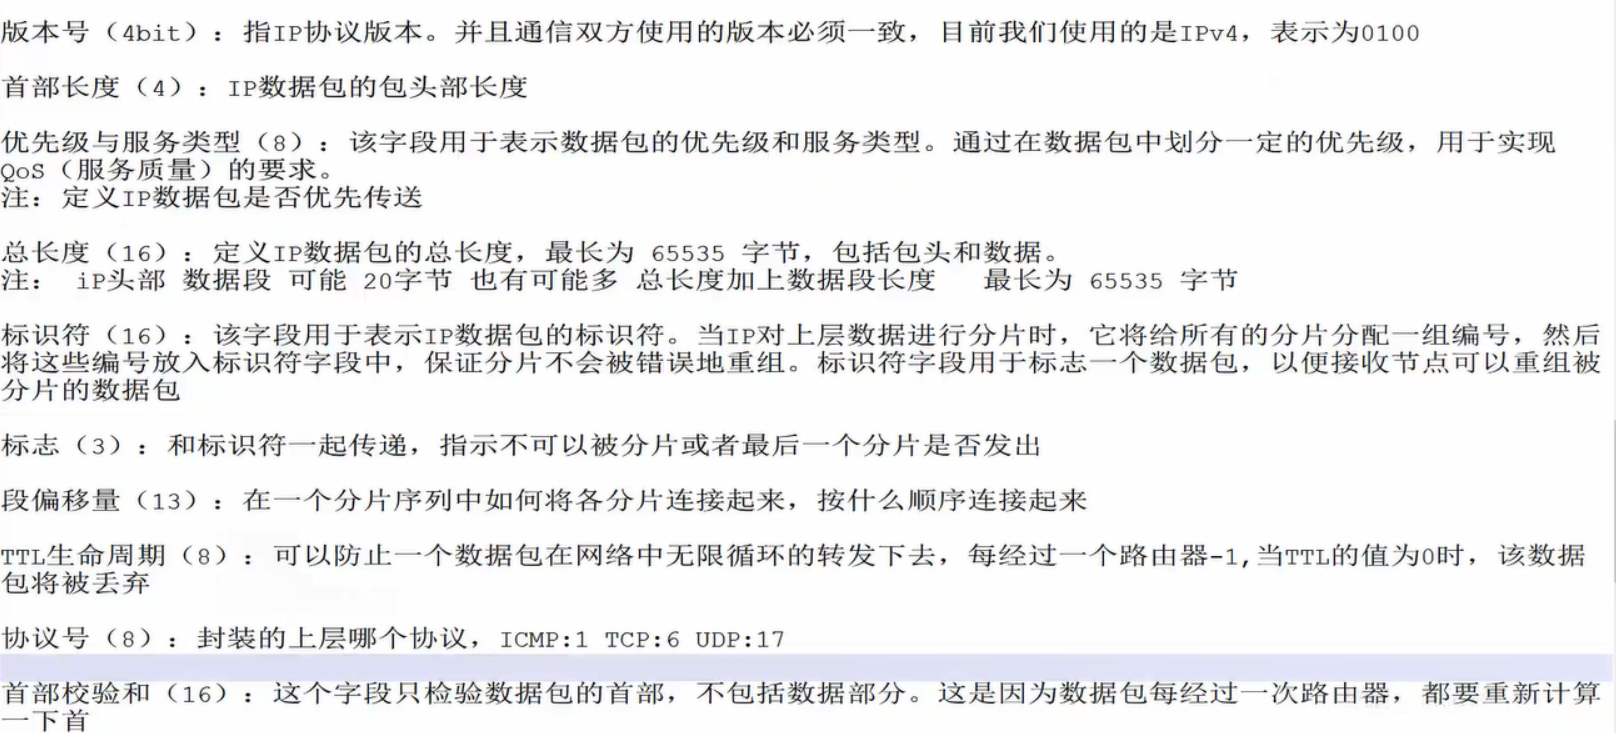 版本号（4bit）：指IP协议版本。并且通信双方使用的版本必须一致，目前我们使用的是IPv4，表示为0100
首部长度（4）：IP数据包的包头部长度
优先级与服务类型（8）：该字段用于表示数据包的优先级和服务类型。通过在数据包中划分一定的优先级，用于实现
QoS（服务质量）的要求。
注：定义IP数据包是否优先传送
总长度（16）：定义IP数据包的总长度，最长为 65535 字节，包括包头和数据。
注： iP头部 数据段 可能 20字节 也有可能多 总长度加上数据段长度 最长为 65535 字节
标识符（16）：该字段用于表示IP数据包的标识符。当IP对上层数据进行分片时，它将给所有的分片分配一组编号，然后
将这些编号放入标识符字段中，保证分片不会被错误地重组。标识符字段用于标志一个数据包，以便接收节点可以重组被
分片的数据包
标志（3）：和标识符一起传递，指示不可以被分片或者最后一个分片是否发出
段偏移量（13）：在一个分片序列中如何将各分片连接起来，按什么顺序连接起来
TTL生命周期（8）：可以防止一个数据包在网络中无限循环的转发下去，每经过一个路由器-1,当TTL的值为0时，该数据
包将被丢弃
协议号（8）：封装的上层哪个协议，ICMP:1 TCP:6 UDP:17
首部校验和（16）：这个字段只检验数据包的首部，不包括数据部分。这是因为数据包每经过一次路由器，都要重新计算
一下首